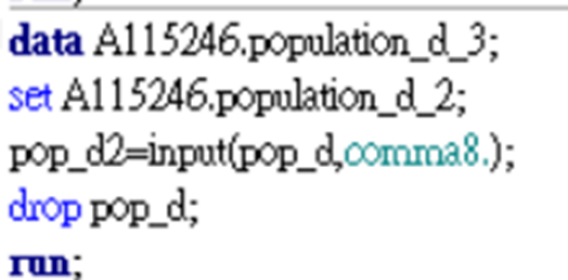 data A115246.population_d_3;
set A115246.population_d_2;
pop_d2=input(pop_d,comma8.);
drop pop_d;
run;